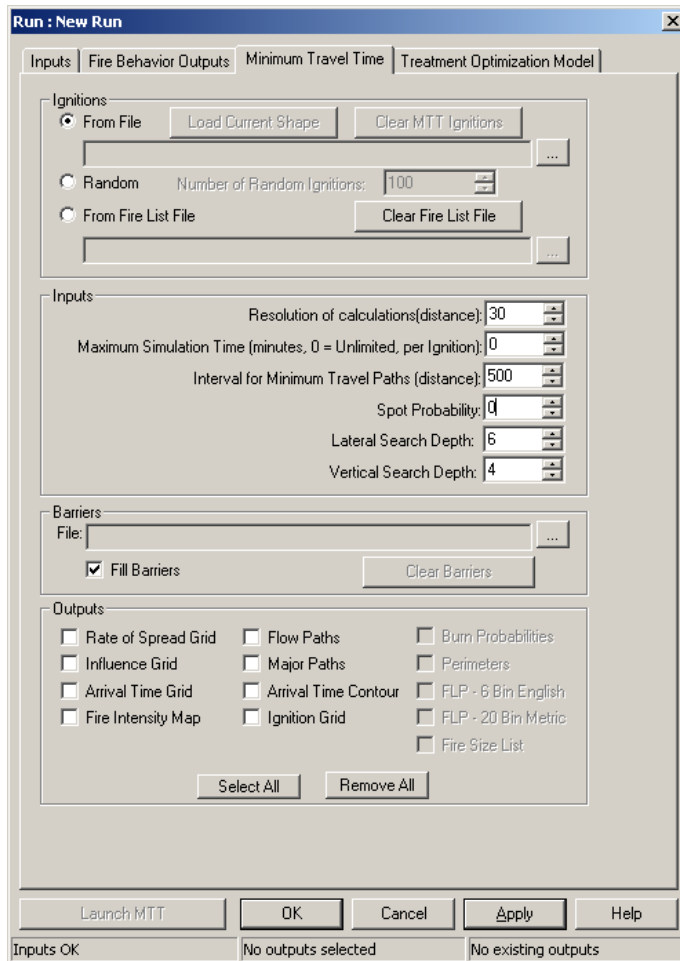 Run : New Run
Inputs Fire Behavior Outputs Minimum Travel Time Treatment Optimization Model
Ignitions
From File Load Current Shape Clear MTT Ignitions
...
Random Number of Random Ignitions: 100
From Fire List File Clear Fire List File
...
Inputs
Resolution of calculations(distance): 30
Maximum Simulation Time (minutes, 0 = Unlimited, per Ignition): 0
Interval for Minimum Travel Paths (distance): 500
Spot Probability: 0
Lateral Search Depth: 6
Vertical Search Depth: 4
Barriers
File: ...
Fill Barriers Clear Barriers
Outputs
Rate of Spread Grid Flow Paths Burn Probabilities
Influence Grid Major Paths Perimeters
Arrival Time Grid Arrival Time Contour FLP - 6 Bin English
Fire Intensity Map Ignition Grid FLP - 20 Bin Metric
Fire Size List
Select All Remove All
Launch MTT OK Cancel Apply Help
Inputs OK No outputs selected No existing outputs